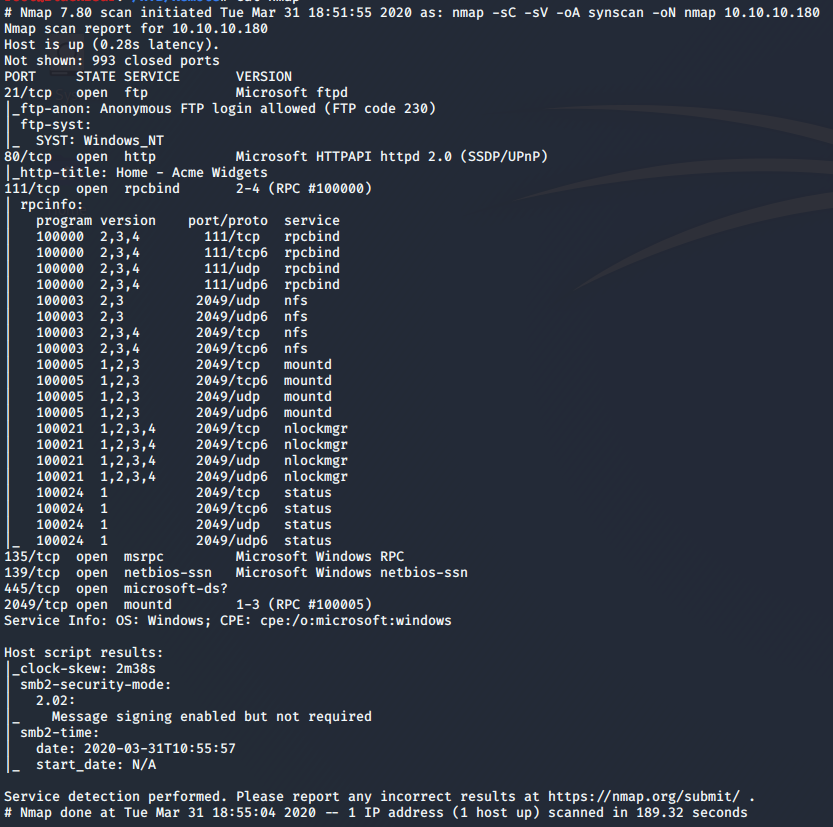 # Nmap 7.80 scan initiated Tue Mar 31 18:51:55 2020 as: nmap -sC -sV -oA synscan -oN nmap 10.10.10.180
Nmap scan report for 10.10.10.180
Host is up (0.28s latency).
Not shown: 993 closed ports
PORT     STATE SERVICE       VERSION
21/tcp   open  ftp           Microsoft ftpd
|_ftp-anon: Anonymous FTP login allowed (FTP code 230)
| ftp-syst:
|_  SYST: Windows_NT
80/tcp   open  http          Microsoft HTTPAPI httpd 2.0 (SSDP/UPnP)
|_http-title: Home - Acme Widgets
111/tcp  open  rpcbind       2-4 (RPC #100000)
| rpcinfo:
|   program version    port/proto  service
|   100000  2,3,4        111/tcp   rpcbind
|   100000  2,3,4        111/tcp6  rpcbind
|   100000  2,3,4        111/udp   rpcbind
|   100000  2,3,4        111/udp6  rpcbind
|   100003  2,3         2049/udp   nfs
|   100003  2,3         2049/udp6  nfs
|   100003  2,3,4       2049/tcp   nfs
|   100003  2,3,4       2049/tcp6  nfs
|   100005  1,2,3       2049/tcp   mountd
|   100005  1,2,3       2049/tcp6  mountd
|   100005  1,2,3       2049/udp   mountd
|   100005  1,2,3       2049/udp6  mountd
|   100021  1,2,3,4     2049/tcp   nlockmgr
|   100021  1,2,3,4     2049/tcp6  nlockmgr
|   100021  1,2,3,4     2049/udp   nlockmgr
|   100021  1,2,3,4     2049/udp6  nlockmgr
|   100024  1           2049/tcp   status
|   100024  1           2049/tcp6  status
|   100024  1           2049/udp   status
|_  100024  1           2049/udp6  status
135/tcp  open  msrpc         Microsoft Windows RPC
139/tcp  open  netbios-ssn   Microsoft Windows netbios-ssn
445/tcp  open  microsoft-ds?
2049/tcp open  mountd        1-3 (RPC #100005)
Service Info: OS: Windows; CPE: cpe:/o:microsoft:windows
Host script results:
|_clock-skew: 2m38s
| smb2-security-mode:
|   2.02:
|_    Message signing enabled but not required
| smb2-time:
|   date: 2020-03-31T10:55:57
|_  start_date: N/A
Service detection performed. Please report any incorrect results at https://nmap.org/submit/ .
# Nmap done at Tue Mar 31 18:55:04 2020 -- 1 IP address (1 host up) scanned in 189.32 seconds